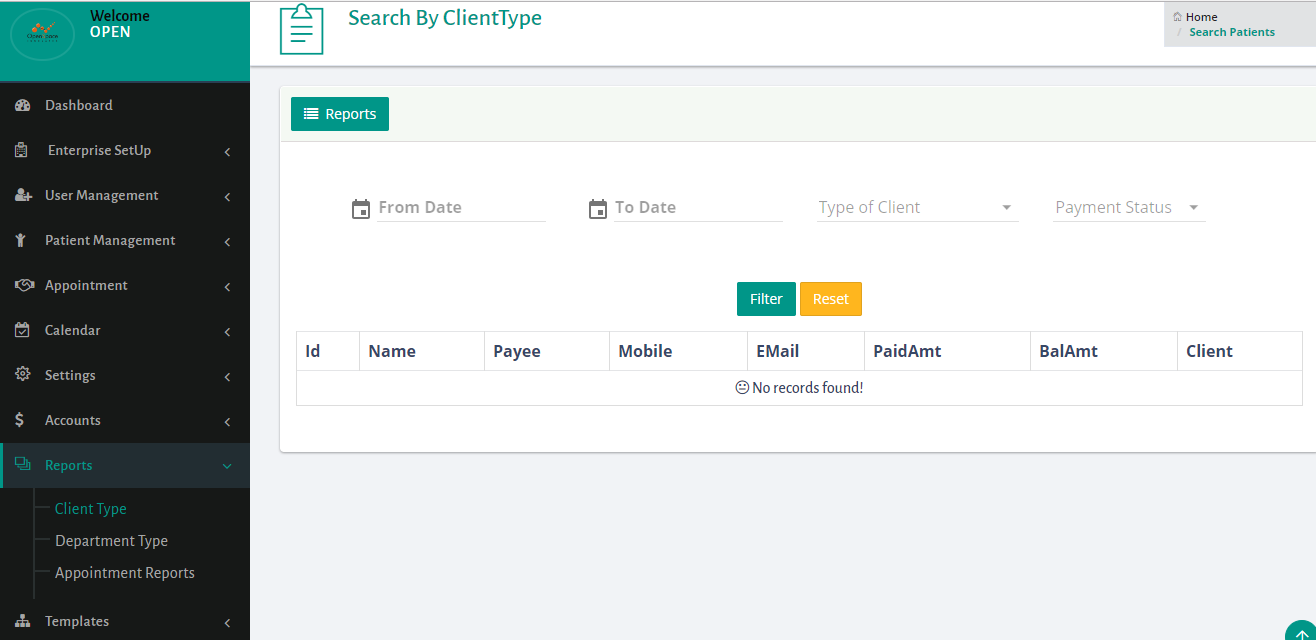 Welcome
OPEN
Dashboard
Enterprise SetUp
User Management
Patient Management
Appointment
Calendar
Settings
Accounts
Reports
Client Type
Department Type
Appointment Reports
Templates
Search By ClientType
Home
/ Search Patients
Reports
From Date
To Date
Type of Client
Payment Status
Filter
Reset
Id Name Payee Mobile EMail PaidAmt BalAmt Client
No records found!